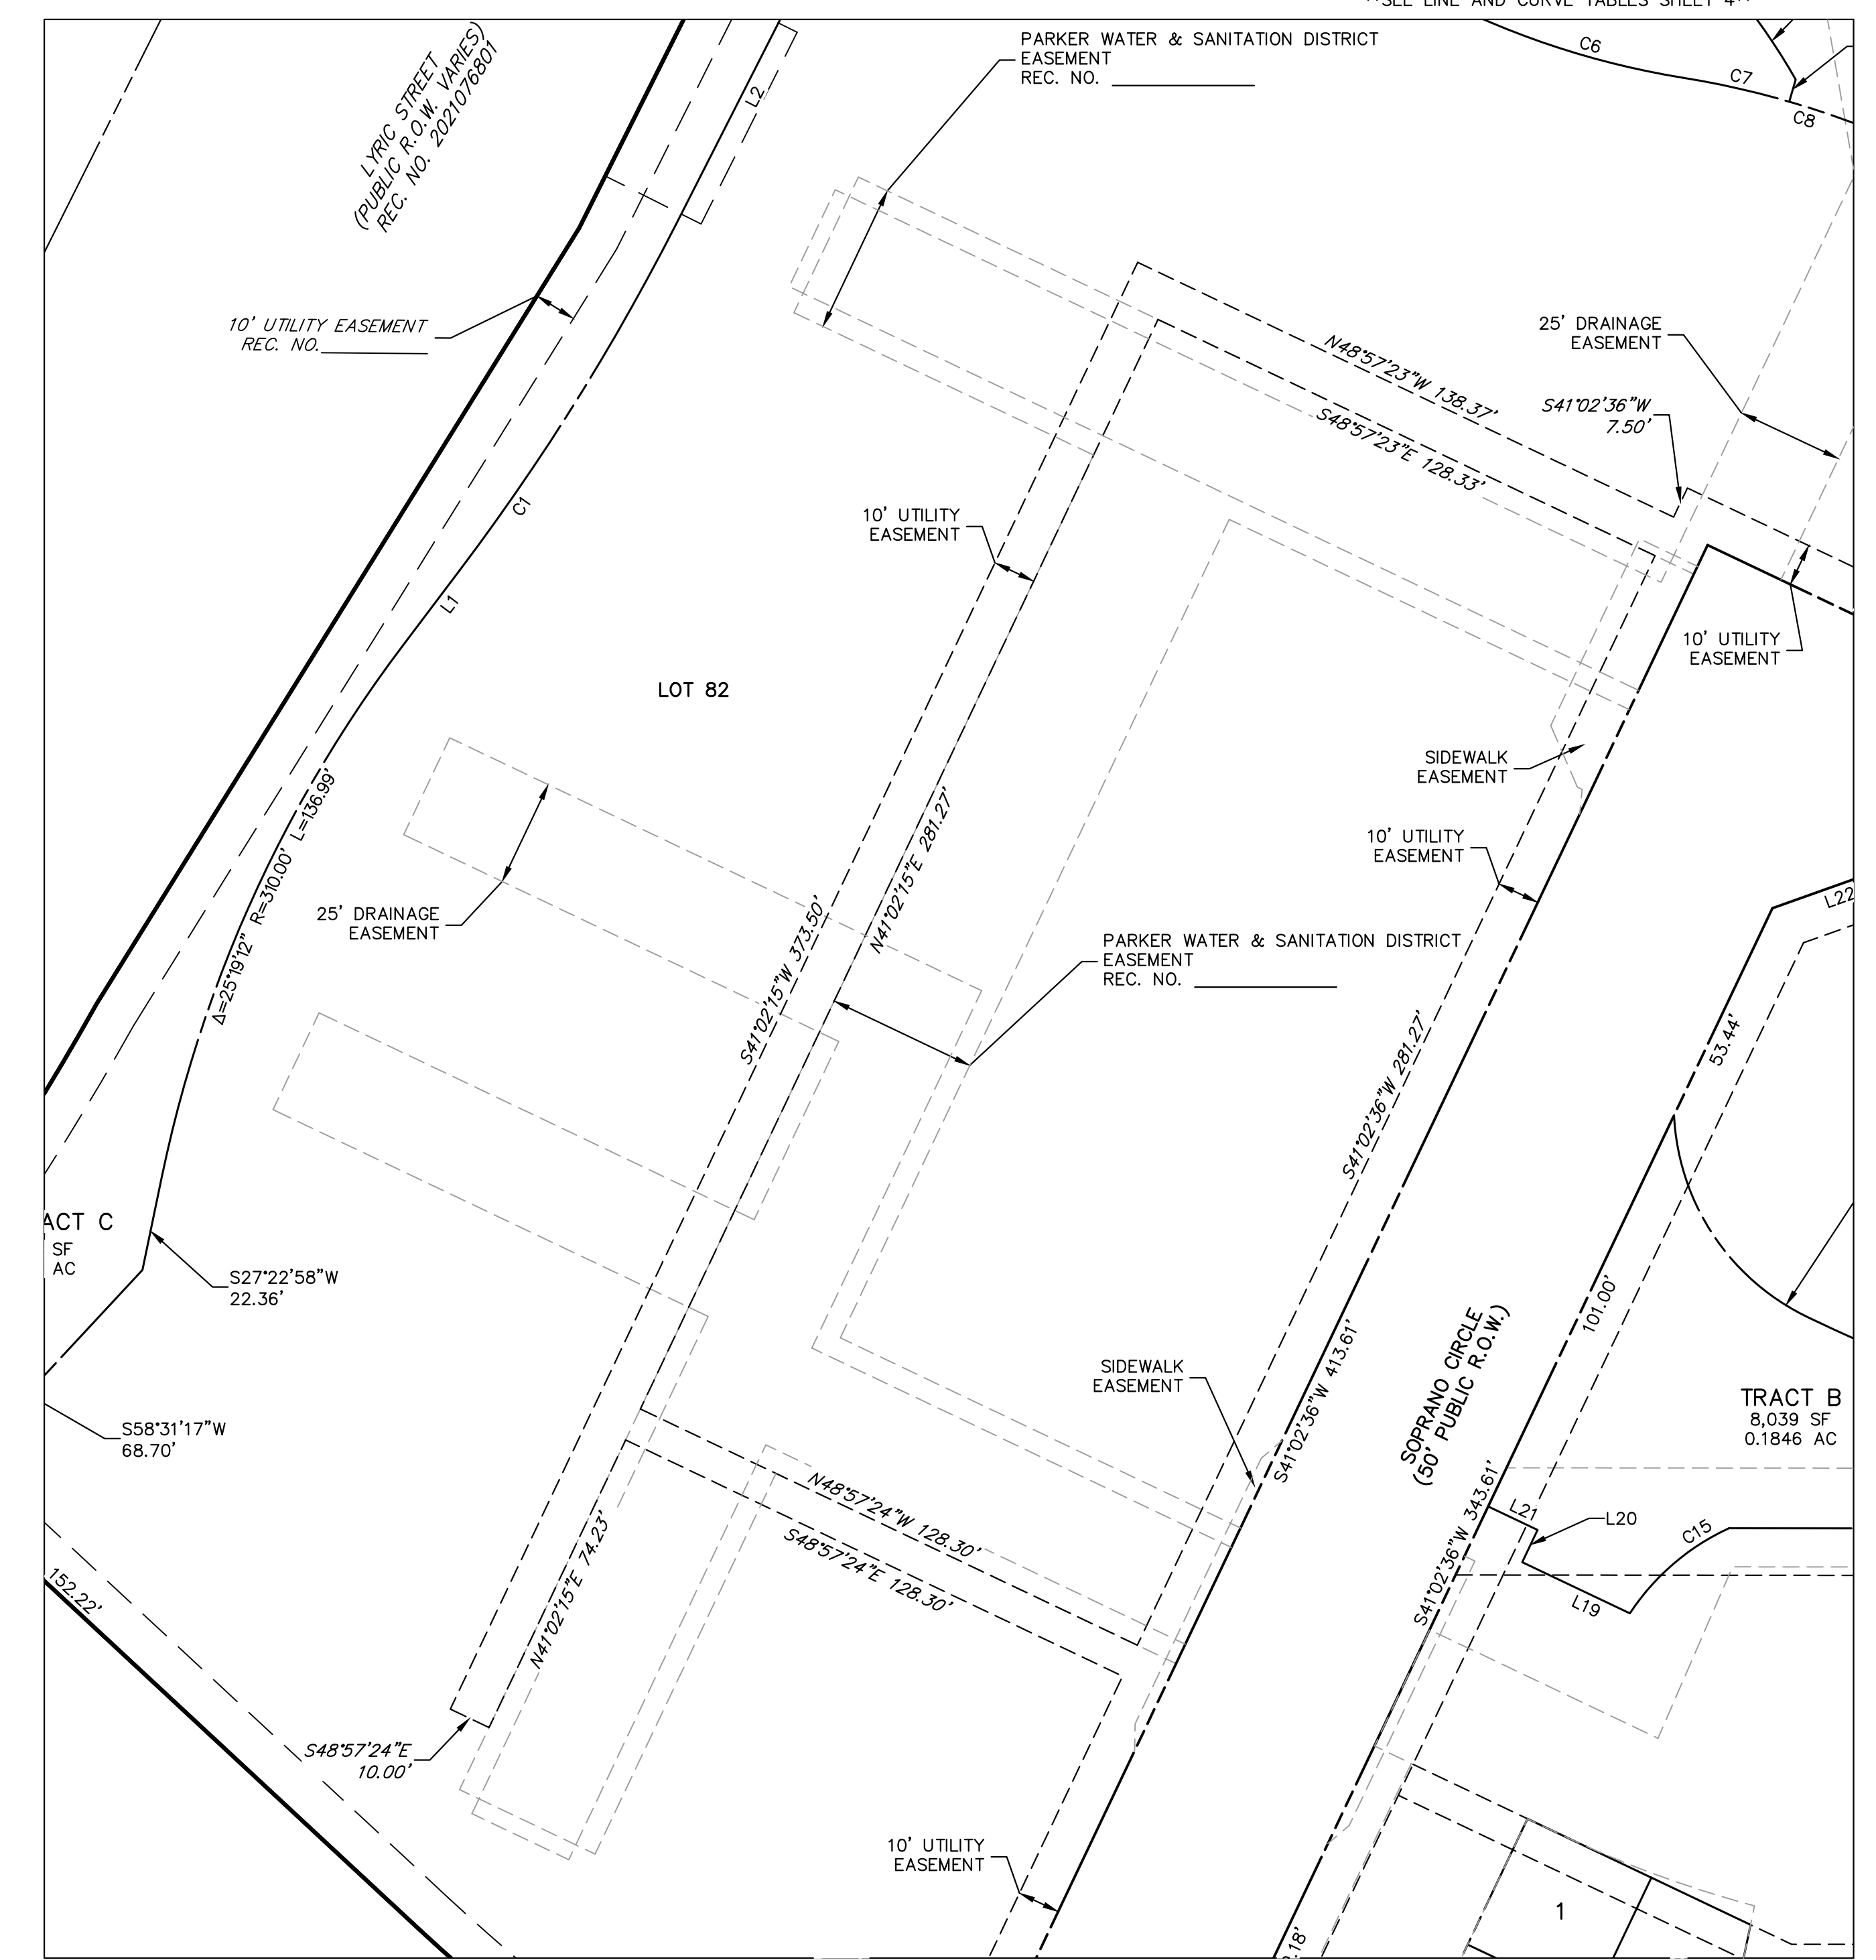 **SEE LINE AND CURVE TABLES SHEET 4**
PARKER WATER & SANITATION DISTRICT
EASEMENT
REC. NO.
C6
C7
C8
LYRIC STREET
(PUBLIC R.O.W. VARIES)
REC. NO. 2021076801
L2
10' UTILITY EASEMENT
REC. NO.
25' DRAINAGE
EASEMENT
N48°57'23"W 138.37'
S48°57'23"E 128.33'
S41°02'36"W
7.50'
C1
10' UTILITY
EASEMENT
L1
10' UTILITY
EASEMENT
LOT 82
SIDEWALK
EASEMENT
Δ=25°19'12" R=310.00' L=136.99'
10' UTILITY
EASEMENT
N41°02'15"E 281.27'
S41°02'15"W 373.50'
25' DRAINAGE
EASEMENT
PARKER WATER & SANITATION DISTRICT
EASEMENT
REC. NO.
L22
53.44'
S41°02'36"W 281.27'
ACT C
SF
AC
S27°22'58"W
22.36'
101.00'
SOPRANO CIRCLE
(50' PUBLIC R.O.W.)
SIDEWALK
EASEMENT
S41°02'36"W 413.61'
TRACT B
8,039 SF
0.1846 AC
S58°31'17"W
68.70'
S41°02'36"W 343.61'
L21
L20
C15
L19
N48°57'24"W 128.30'
S48°57'24"E 128.30'
N41°02'15"E 74.23'
152.22'
S48°57'24"E
10.00'
10' UTILITY
EASEMENT
1
.18'